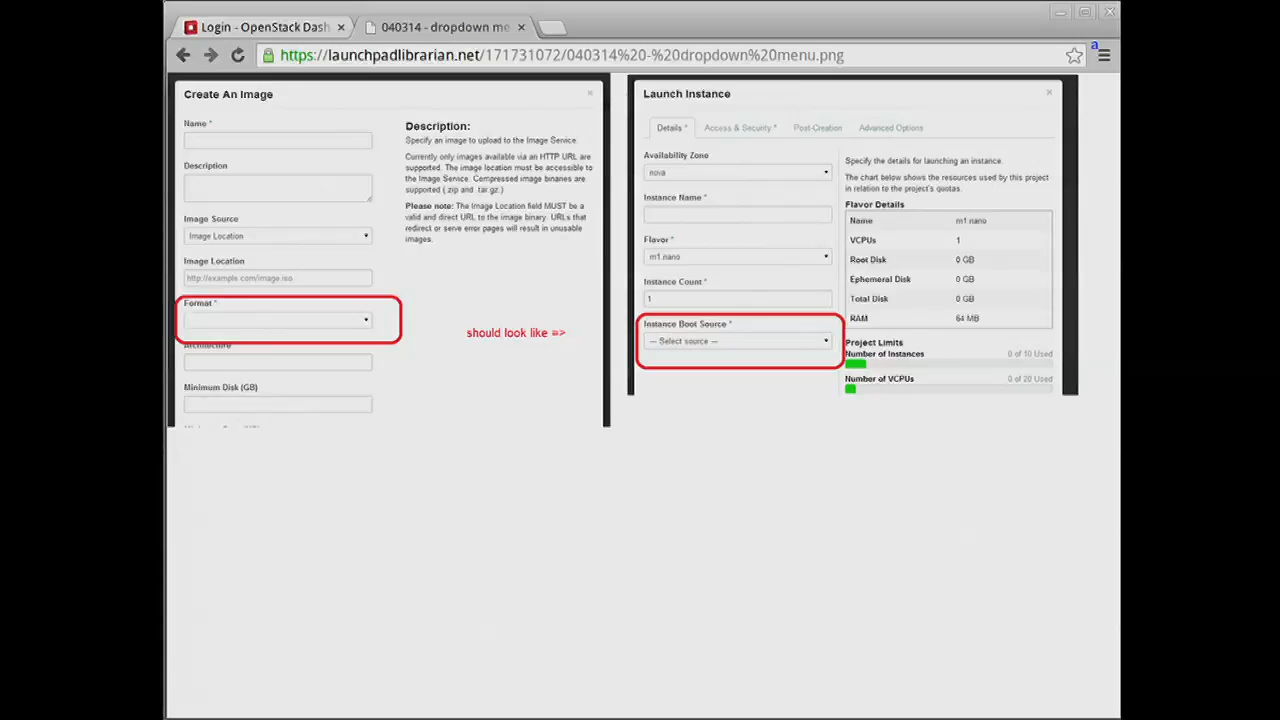 Login - OpenStack Dash
040314 - dropdown me
https://launchpadlibrarian.net/171731072/040314%20-%20dropdown%20menu.png
a
Create An Image
Name *
Description
Image Source
Image Location
Image Location
http://example.com/image.iso
Format *
Architecture
Minimum Disk (GB)
Description:
Specify an image to upload to the Image Service.
Currently only images available via an HTTP URL are
supported. The image location must be accessible to
the Image Service. Compressed image binaries are
supported (.zip and .tar.gz.)
Please note: The Image Location field MUST be a
valid and direct URL to the image binary. URLs that
redirect or serve error pages will result in unusable
images.
should look like =>
Launch Instance
Details * Access & Security * Post-Creation Advanced Options
Availability Zone
nova
Instance Name *
Flavor *
m1.nano
Instance Count *
1
Instance Boot Source *
--- Select source ---
Specify the details for launching an instance.
The chart below shows the resources used by this project
in relation to the project's quotas.
Flavor Details
Name m1.nano
VCPUs 1
Root Disk 0 GB
Ephemeral Disk 0 GB
Total Disk 0 GB
RAM 64 MB
Project Limits
Number of Instances 0 of 10 Used
Number of VCPUs 0 of 20 Used